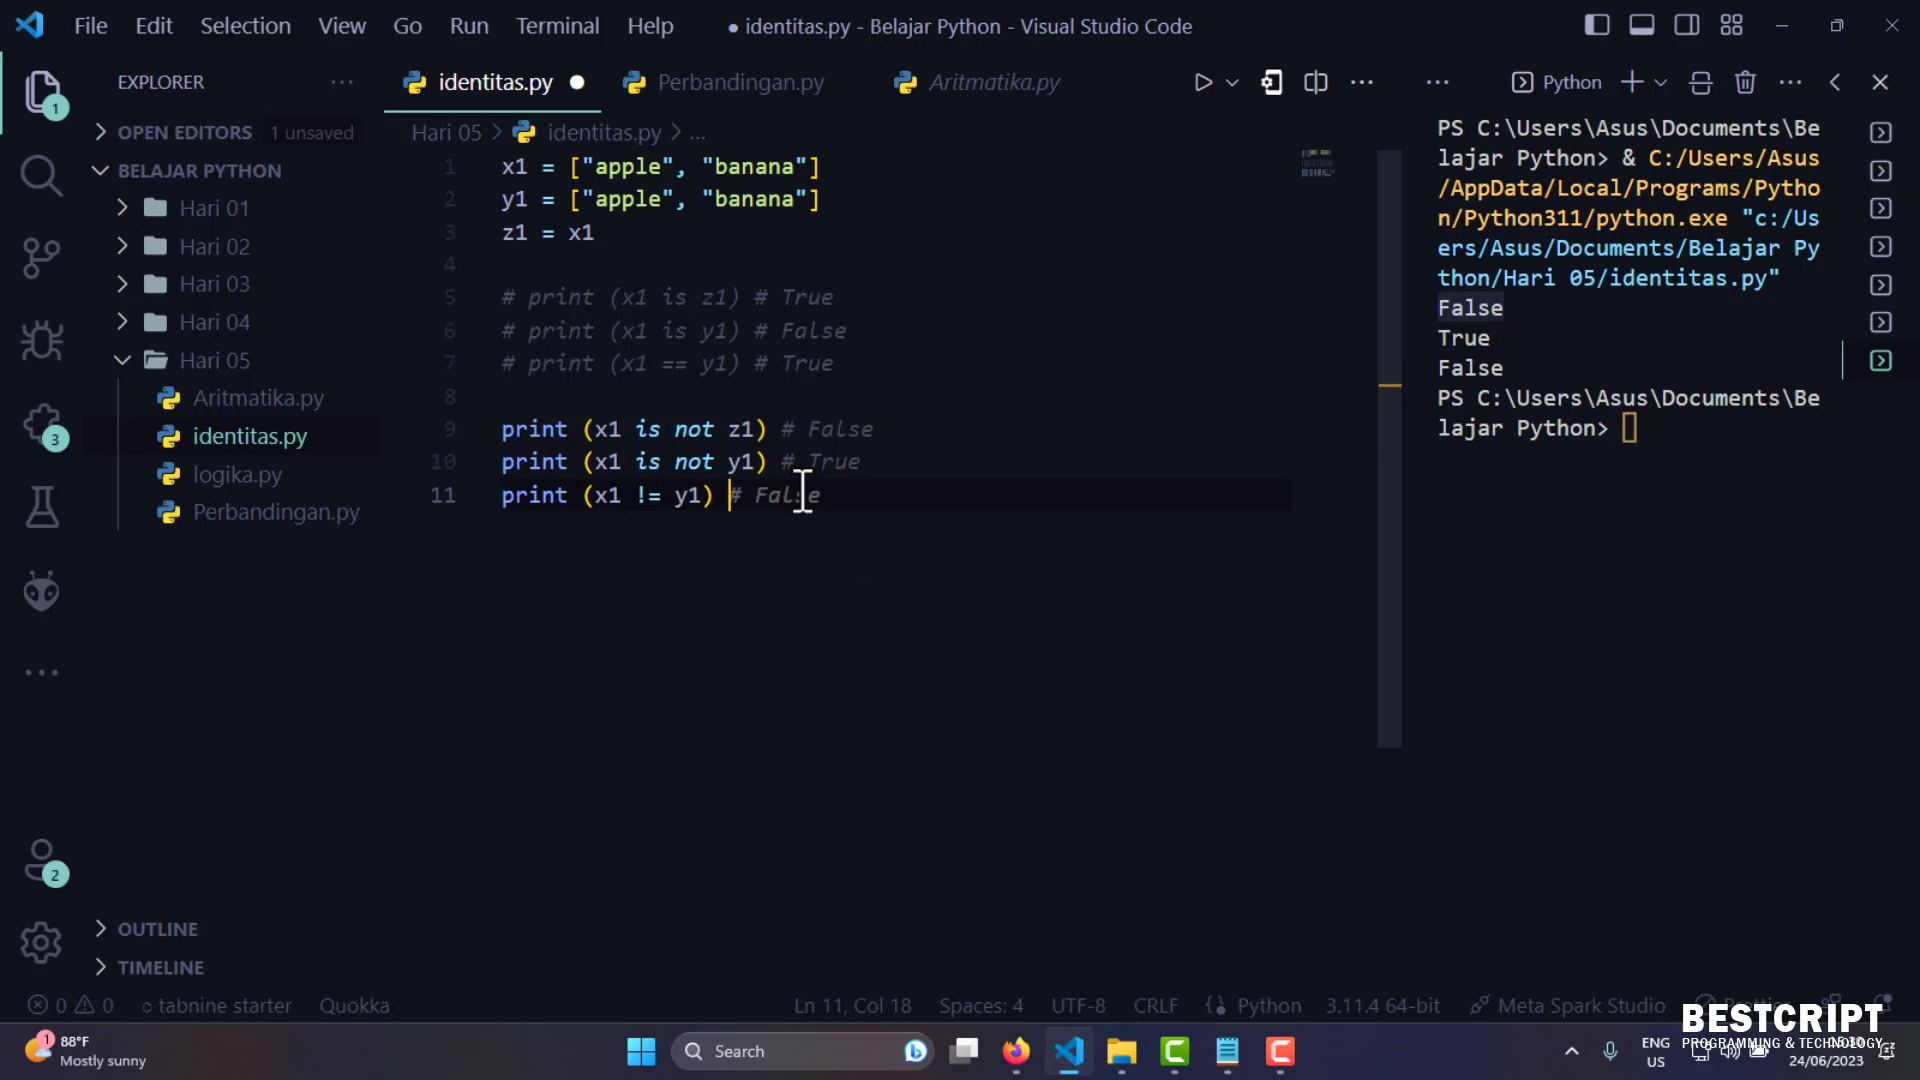 File Edit Selection View Go Run Terminal Help
● identitas.py - Belajar Python - Visual Studio Code
EXPLORER
OPEN EDITORS 1 unsaved
BELAJAR PYTHON
Hari 01
Hari 02
Hari 03
Hari 04
Hari 05
Aritmatika.py
identitas.py
logika.py
Perbandingan.py
OUTLINE
TIMELINE
1
3
2
identitas.py ● Perbandingan.py Aritmatika.py
Hari 05 > identitas.py > ...
1 x1 = ["apple", "banana"]
2 y1 = ["apple", "banana"]
3 z1 = x1
4
5 # print (x1 is z1) # True
6 # print (x1 is y1) # False
7 # print (x1 == y1) # True
8
9 print (x1 is not z1) # False
10 print (x1 is not y1) # True
11 print (x1 != y1) # False
Python
PS C:\Users\Asus\Documents\Be
lajar Python> & C:/Users/Asus
/AppData/Local/Programs/Pytho
n/Python311/python.exe "c:/Us
ers/Asus/Documents/Belajar Py
thon/Hari 05/identitas.py"
False
True
False
PS C:\Users\Asus\Documents\Be
lajar Python>
0 0 tabnine starter Quokka
Ln 11, Col 18 Spaces: 4 UTF-8 CRLF Python 3.11.4 64-bit Meta Spark Studio
BESTCRIPT
PROGRAMMING & TECHNOLOGY
1
88°F
Mostly sunny
Search
ENG
US
24/06/2023